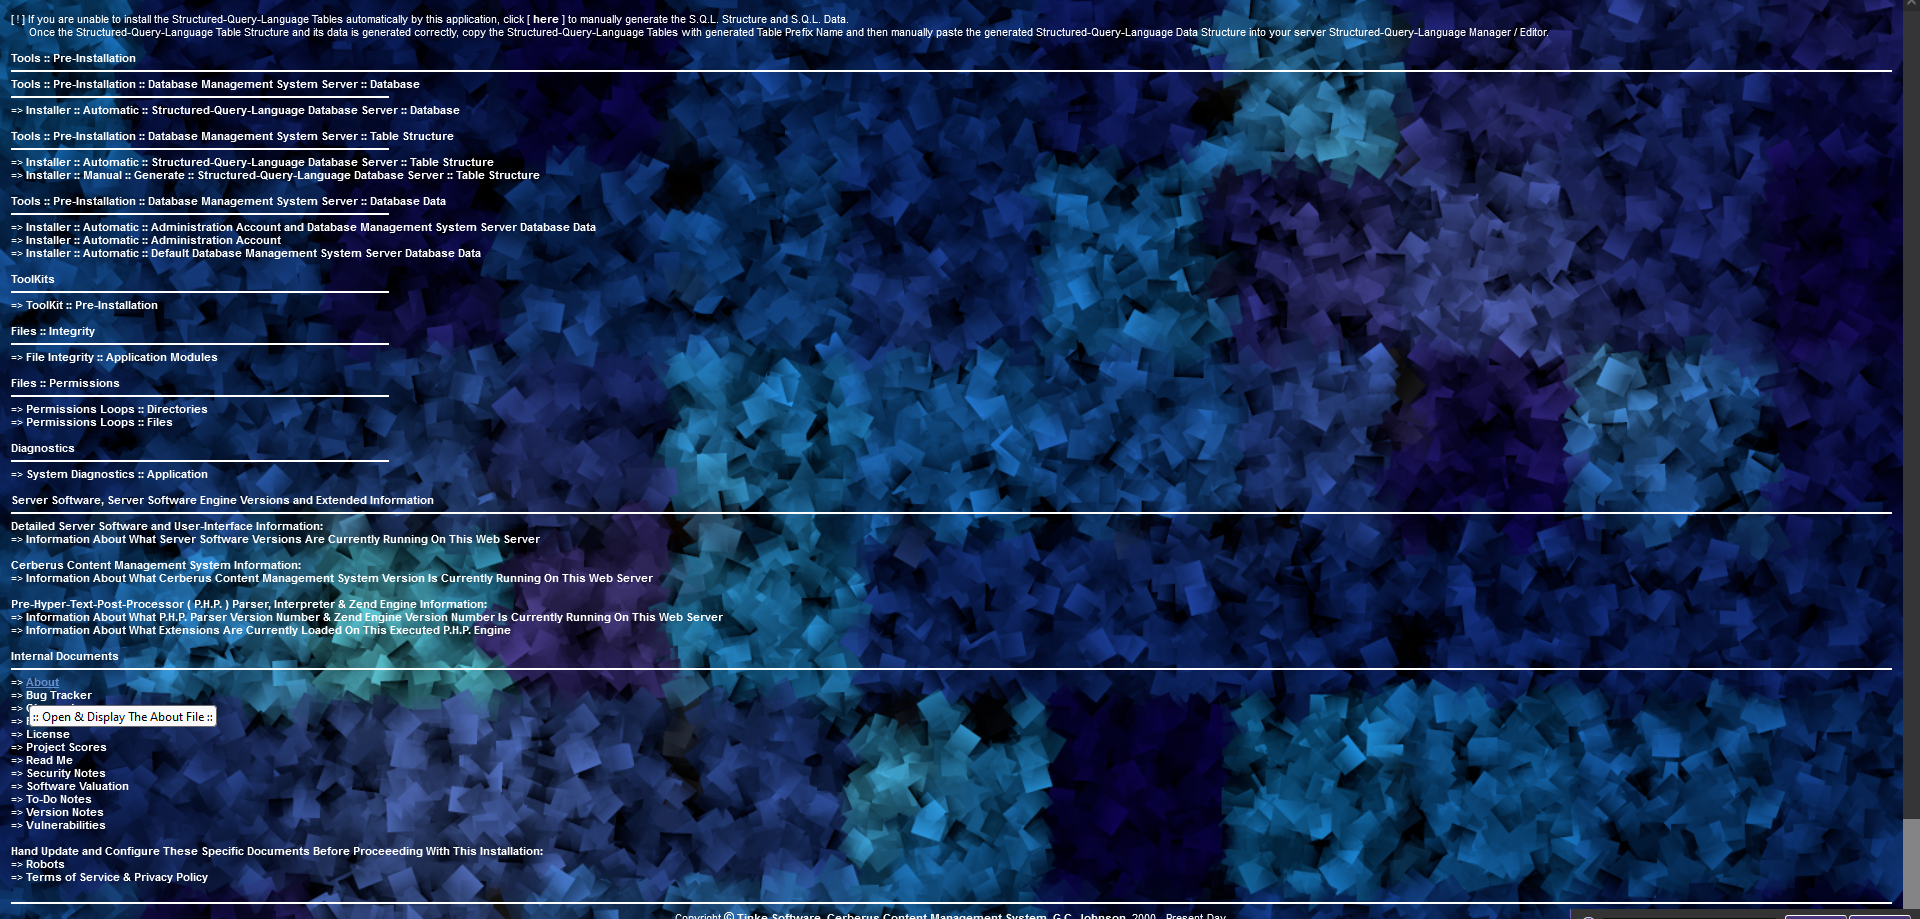 [ ! ] If you are unable to install the Structured-Query-Language Tables automatically by this application, click [ here ] to manually generate the S.Q.L. Structure and S.Q.L. Data.
Once the Structured-Query-Language Table Structure and its data is generated correctly, copy the Structured-Query-Language Tables with generated Table Prefix Name and then manually paste the generated Structured-Query-Language Data Structure into your server Structured-Query-Language Manager / Editor.
Tools :: Pre-Installation
Tools :: Pre-Installation :: Database Management System Server :: Database
=> Installer :: Automatic :: Structured-Query-Language Database Server :: Database
Tools :: Pre-Installation :: Database Management System Server :: Table Structure
=> Installer :: Automatic :: Structured-Query-Language Database Server :: Table Structure
=> Installer :: Manual :: Generate :: Structured-Query-Language Database Server :: Table Structure
Tools :: Pre-Installation :: Database Management System Server :: Database Data
=> Installer :: Automatic :: Administration Account and Database Management System Server Database Data
=> Installer :: Automatic :: Administration Account
=> Installer :: Automatic :: Default Database Management System Server Database Data
ToolKits
=> ToolKit :: Pre-Installation
Files :: Integrity
=> File Integrity :: Application Modules
Files :: Permissions
=> Permissions Loops :: Directories
=> Permissions Loops :: Files
Diagnostics
=> System Diagnostics :: Application
Server Software, Server Software Engine Versions and Extended Information
Detailed Server Software and User-Interface Information:
=> Information About What Server Software Versions Are Currently Running On This Web Server
Cerberus Content Management System Information:
=> Information About What Cerberus Content Management System Version Is Currently Running On This Web Server
Pre-Hyper-Text-Post-Processor ( P.H.P. ) Parser, Interpreter & Zend Engine Information:
=> Information About What P.H.P. Parser Version Number & Zend Engine Version Number Is Currently Running On This Web Server
=> Information About What Extensions Are Currently Loaded On This Executed P.H.P. Engine
Internal Documents
=> About
=> Bug Tracker
=>
:: Open & Display The About File ::
=>
=> License
=> Project Scores
=> Read Me
=> Security Notes
=> Software Valuation
=> To-Do Notes
=> Version Notes
=> Vulnerabilities
Hand Update and Configure These Specific Documents Before Proceeeding With This Installation:
=> Robots
=> Terms of Service & Privacy Policy
Copyright © Tinke Software, Cerberus Content Management System, G.C. Johnson, 2000 - Present Day